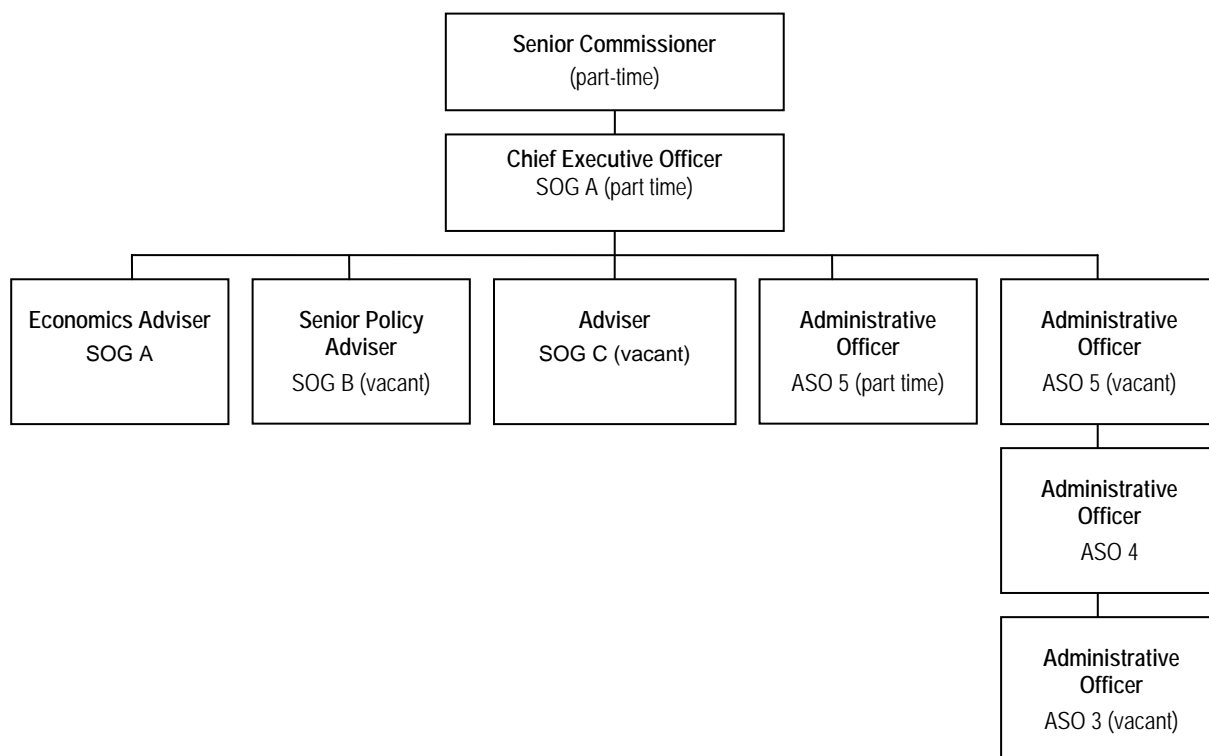 Senior Commissioner
(part-time)
Chief Executive Officer
SOG A (part time)
Economics Adviser
SOG A
Senior Policy
Adviser
SOG B (vacant)
Adviser
SOG C (vacant)
Administrative
Officer
ASO 5 (part time)
Administrative
Officer
ASO 5 (vacant)
Administrative
Officer
ASO 4
Administrative
Officer
ASO 3 (vacant)